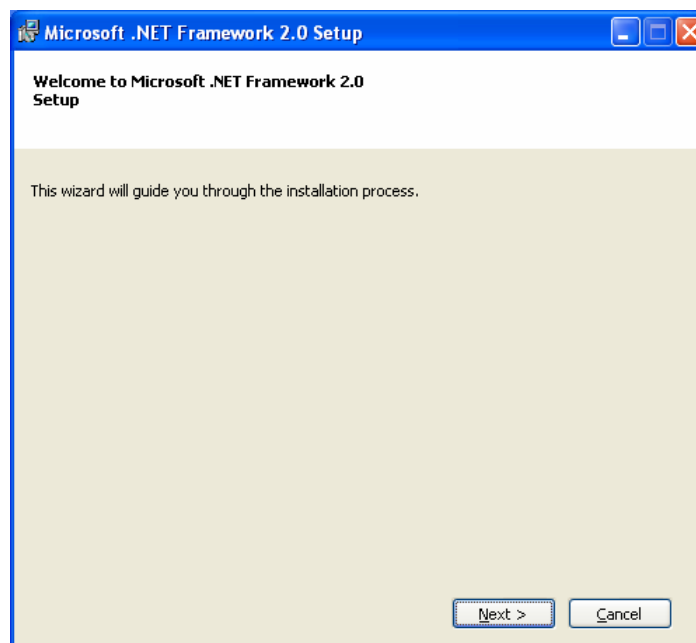 Microsoft .NET Framework 2.0 Setup
Welcome to Microsoft .NET Framework 2.0
Setup
This wizard will guide you through the installation process.
Next > Cancel